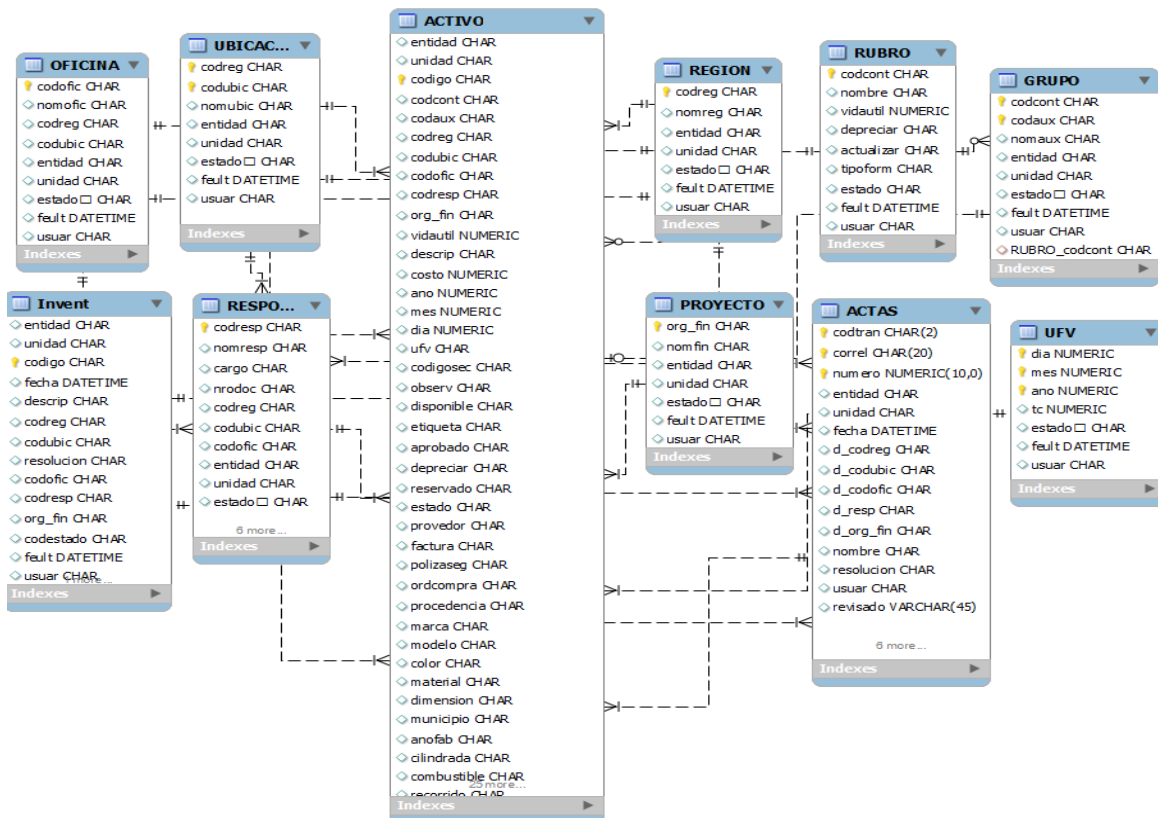 OFICINA
codofic CHAR
nomofic CHAR
codreg CHAR
codubic CHAR
entidad CHAR
unidad CHAR
estado□ CHAR
feult DATETIME
usuar CHAR
Indexes
UBICAC...
codreg CHAR
codubic CHAR
nomubic CHAR
entidad CHAR
unidad CHAR
estado□ CHAR
feult DATETIME
usuar CHAR
Indexes
ACTIVO
entidad CHAR
unidad CHAR
codigo CHAR
codcont CHAR
codaux CHAR
codreg CHAR
codubic CHAR
codofic CHAR
codresp CHAR
org_fin CHAR
vidautil NUMERIC
descrip CHAR
costo NUMERIC
ano NUMERIC
mes NUMERIC
dia NUMERIC
ufv CHAR
codigosec CHAR
observ CHAR
disponible CHAR
etiqueta CHAR
aprobado CHAR
depreciar CHAR
reservado CHAR
estado CHAR
provedor CHAR
factura CHAR
polizaseg CHAR
ordcompra CHAR
procedencia CHAR
marca CHAR
modelo CHAR
color CHAR
material CHAR
dimension CHAR
municipio CHAR
anofab CHAR
cilindrada CHAR
combustible CHAR
25 more...
recorrido CHAR
Indexes
REGION
codreg CHAR
nomreg CHAR
entidad CHAR
unidad CHAR
estado□ CHAR
feult DATETIME
usuar CHAR
Indexes
RUBRO
codcont CHAR
nombre CHAR
vidautil NUMERIC
depreciar CHAR
actualizar CHAR
tipoform CHAR
estado CHAR
feult DATETIME
usuar CHAR
Indexes
GRUPO
codcont CHAR
codaux CHAR
nomaux CHAR
entidad CHAR
unidad CHAR
estado□ CHAR
feult DATETIME
usuar CHAR
RUBRO_codcont CHAR
Indexes
Invent
entidad CHAR
unidad CHAR
codigo CHAR
fecha DATETIME
descrip CHAR
codreg CHAR
codubic CHAR
resolucion CHAR
codofic CHAR
codresp CHAR
org_fin CHAR
codestado CHAR
feult DATETIME
usuar CHAR
more...
Indexes
RESPO...
codresp CHAR
nomresp CHAR
cargo CHAR
nrodoc CHAR
codreg CHAR
codubic CHAR
codofic CHAR
entidad CHAR
unidad CHAR
estado□ CHAR
6 more...
Indexes
PROYECTO
org_fin CHAR
nomfin CHAR
entidad CHAR
unidad CHAR
estado□ CHAR
feult DATETIME
usuar CHAR
Indexes
ACTAS
codtran CHAR(2)
correl CHAR(20)
numero NUMERIC(10,0)
entidad CHAR
unidad CHAR
fecha DATETIME
d_codreg CHAR
d_codubic CHAR
d_codofic CHAR
d_resp CHAR
d_org_fin CHAR
nombre CHAR
resolucion CHAR
usuar CHAR
revisado VARCHAR(45)
6 more...
Indexes
UFV
dia NUMERIC
mes NUMERIC
ano NUMERIC
tc NUMERIC
estado□ CHAR
feult DATETIME
usuar CHAR
Indexes